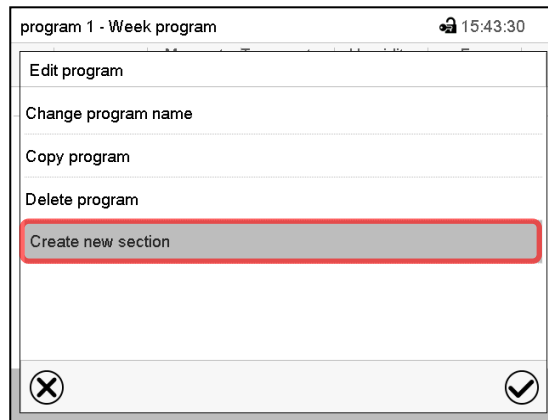 program 1 - Week program 15:43:30
Edit program
Change program name
Copy program
Delete program
Create new section